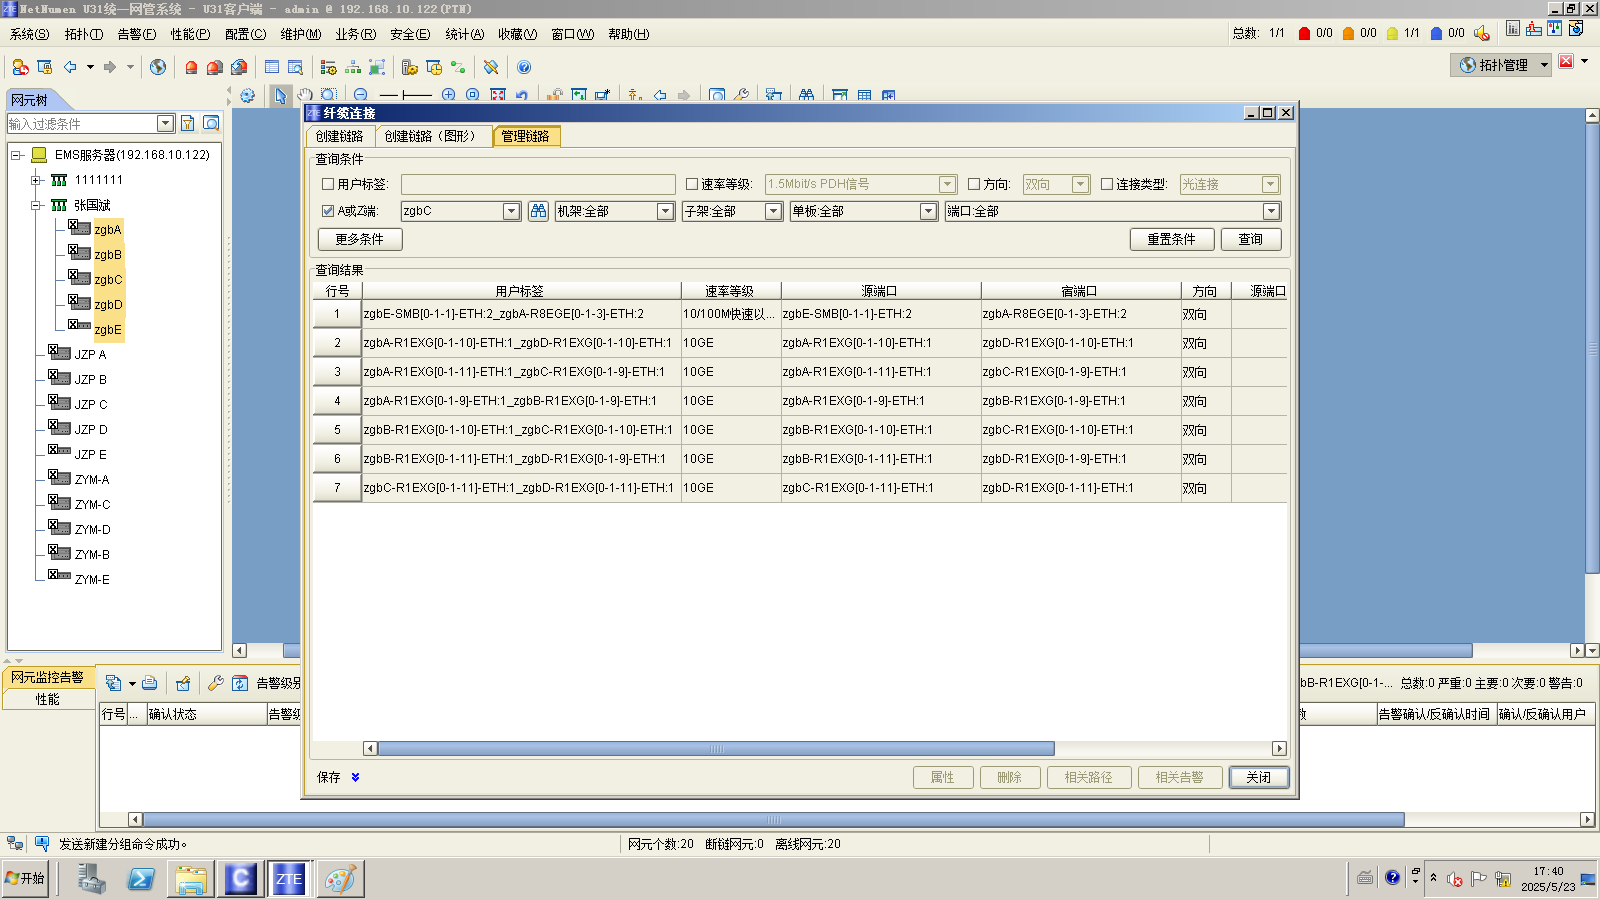 NetNumen U31统一网管系统 - U31客户端 - admin @ 192.168.10.122(PTN)
系统(S) 拓扑(T) 告警(F) 性能(P) 配置(C) 维护(M) 业务(R) 安全(E) 统计(A) 收藏(V) 窗口(W) 帮助(H)
总数: 1/1 0/0 0/0 1/1 0/0
拓扑管理
网元树
输入过滤条件
EMS服务器(192.168.10.122)
1111111
张国斌
zgbA
zgbB
zgbC
zgbD
zgbE
JZP A
JZP B
JZP C
JZP D
JZP E
ZYM-A
ZYM-C
ZYM-D
ZYM-B
ZYM-E
纤缆连接
创建链路 创建链路（图形） 管理链路
查询条件
用户标签: 速率等级: 1.5Mbit/s PDH信号 方向: 双向 连接类型: 光连接
A或Z端: zgbC 机架:全部 子架:全部 单板:全部 端口:全部
更多条件 重置条件 查询
查询结果
行号 用户标签 速率等级 源端口 宿端口 方向 源端口
1 zgbE-SMB[0-1-1]-ETH:2_zgbA-R8EGE[0-1-3]-ETH:2 10/100M快速以... zgbE-SMB[0-1-1]-ETH:2 zgbA-R8EGE[0-1-3]-ETH:2 双向
2 zgbA-R1EXG[0-1-10]-ETH:1_zgbD-R1EXG[0-1-10]-ETH:1 10GE zgbA-R1EXG[0-1-10]-ETH:1 zgbD-R1EXG[0-1-10]-ETH:1 双向
3 zgbA-R1EXG[0-1-11]-ETH:1_zgbC-R1EXG[0-1-9]-ETH:1 10GE zgbA-R1EXG[0-1-11]-ETH:1 zgbC-R1EXG[0-1-9]-ETH:1 双向
4 zgbA-R1EXG[0-1-9]-ETH:1_zgbB-R1EXG[0-1-9]-ETH:1 10GE zgbA-R1EXG[0-1-9]-ETH:1 zgbB-R1EXG[0-1-9]-ETH:1 双向
5 zgbB-R1EXG[0-1-10]-ETH:1_zgbC-R1EXG[0-1-10]-ETH:1 10GE zgbB-R1EXG[0-1-10]-ETH:1 zgbC-R1EXG[0-1-10]-ETH:1 双向
6 zgbB-R1EXG[0-1-11]-ETH:1_zgbD-R1EXG[0-1-9]-ETH:1 10GE zgbB-R1EXG[0-1-11]-ETH:1 zgbD-R1EXG[0-1-9]-ETH:1 双向
7 zgbC-R1EXG[0-1-11]-ETH:1_zgbD-R1EXG[0-1-11]-ETH:1 10GE zgbC-R1EXG[0-1-11]-ETH:1 zgbD-R1EXG[0-1-11]-ETH:1 双向
保存 属性 删除 相关路径 相关告警 关闭
网元监控告警
性能
告警级别 bB-R1EXG[0-1-... 总数:0 严重:0 主要:0 次要:0 警告:0
行号 ... 确认状态 告警级 数 告警确认/反确认时间 确认/反确认用户
发送新建分组命令成功。 网元个数:20 断链网元:0 离线网元:20
开始 ZTE 17:40
2025/5/23